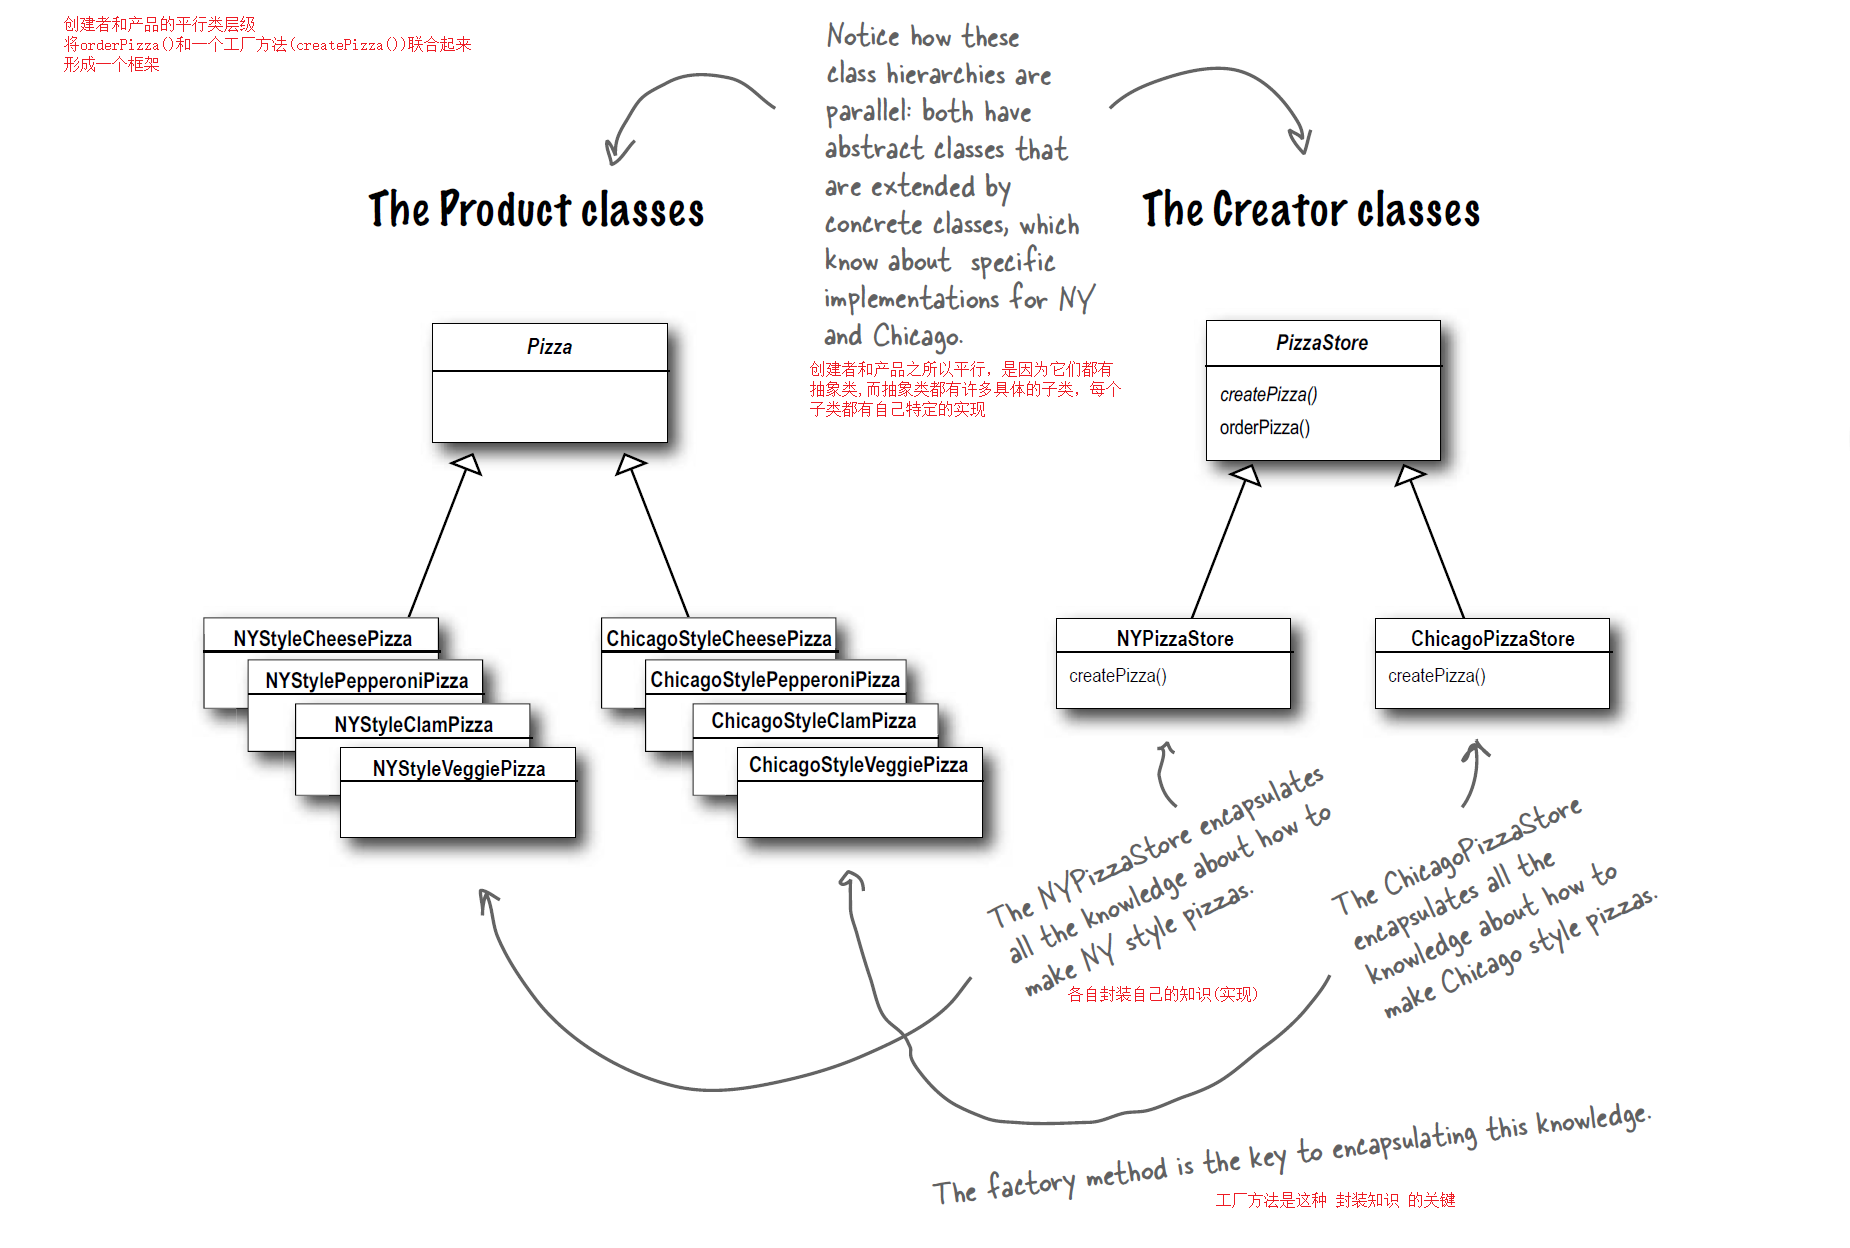 创建者和产品的平行类层级
将orderPizza()和一个工厂方法(createPizza())联合起来
形成一个框架
Notice how these
class hierarchies are
parallel: both have
abstract classes that
are extended by
concrete classes, which
know about specific
implementations for NY
and Chicago.
创建者和产品之所以平行，是因为它们都有
抽象类,而抽象类都有许多具体的子类，每个
子类都有自己特定的实现
The Product classes
The Creator classes
Pizza
PizzaStore
createPizza()
orderPizza()
NYStyleCheesePizza
NYStylePepperoniPizza
NYStyleClamPizza
NYStyleVeggiePizza
ChicagoStyleCheesePizza
ChicagoStylePepperoniPizza
ChicagoStyleClamPizza
ChicagoStyleVeggiePizza
NYPizzaStore
createPizza()
ChicagoPizzaStore
createPizza()
The NYPizzaStore encapsulates
all the knowledge about how to
make NY style pizzas.
各自封装自己的知识(实现)
The ChicagoPizzaStore
encapsulates all the
knowledge about how to
make Chicago style pizzas.
The factory method is the key to encapsulating this knowledge.
工厂方法是这种 封装知识 的关键